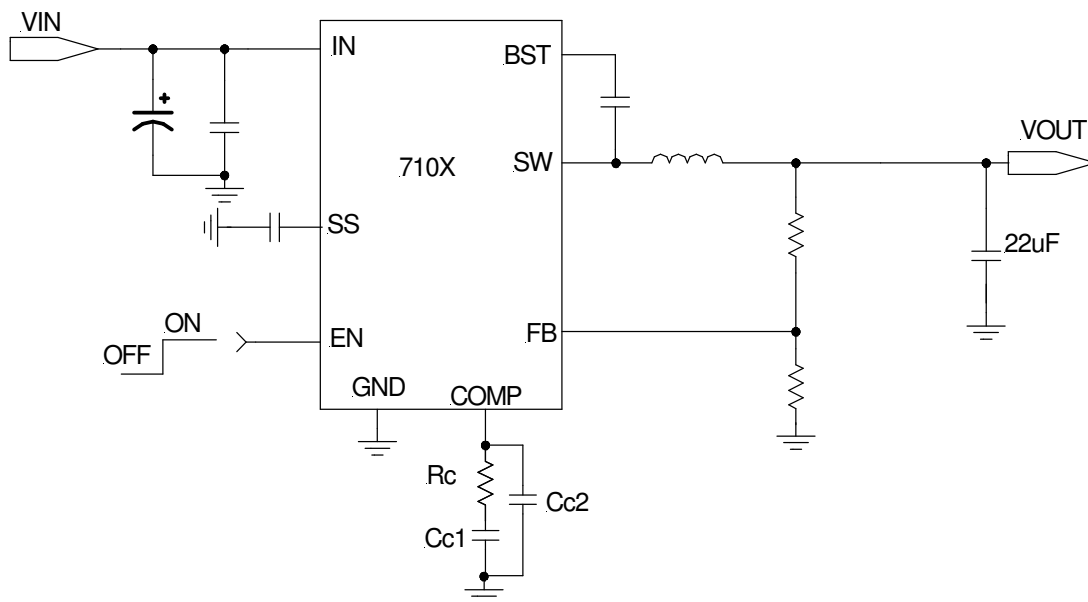 VIN
IN
BST
VOUT
SW
710X
SS
22uF
ON
EN
FB
OFF
GND
COMP
Rc
Cc2
Cc1